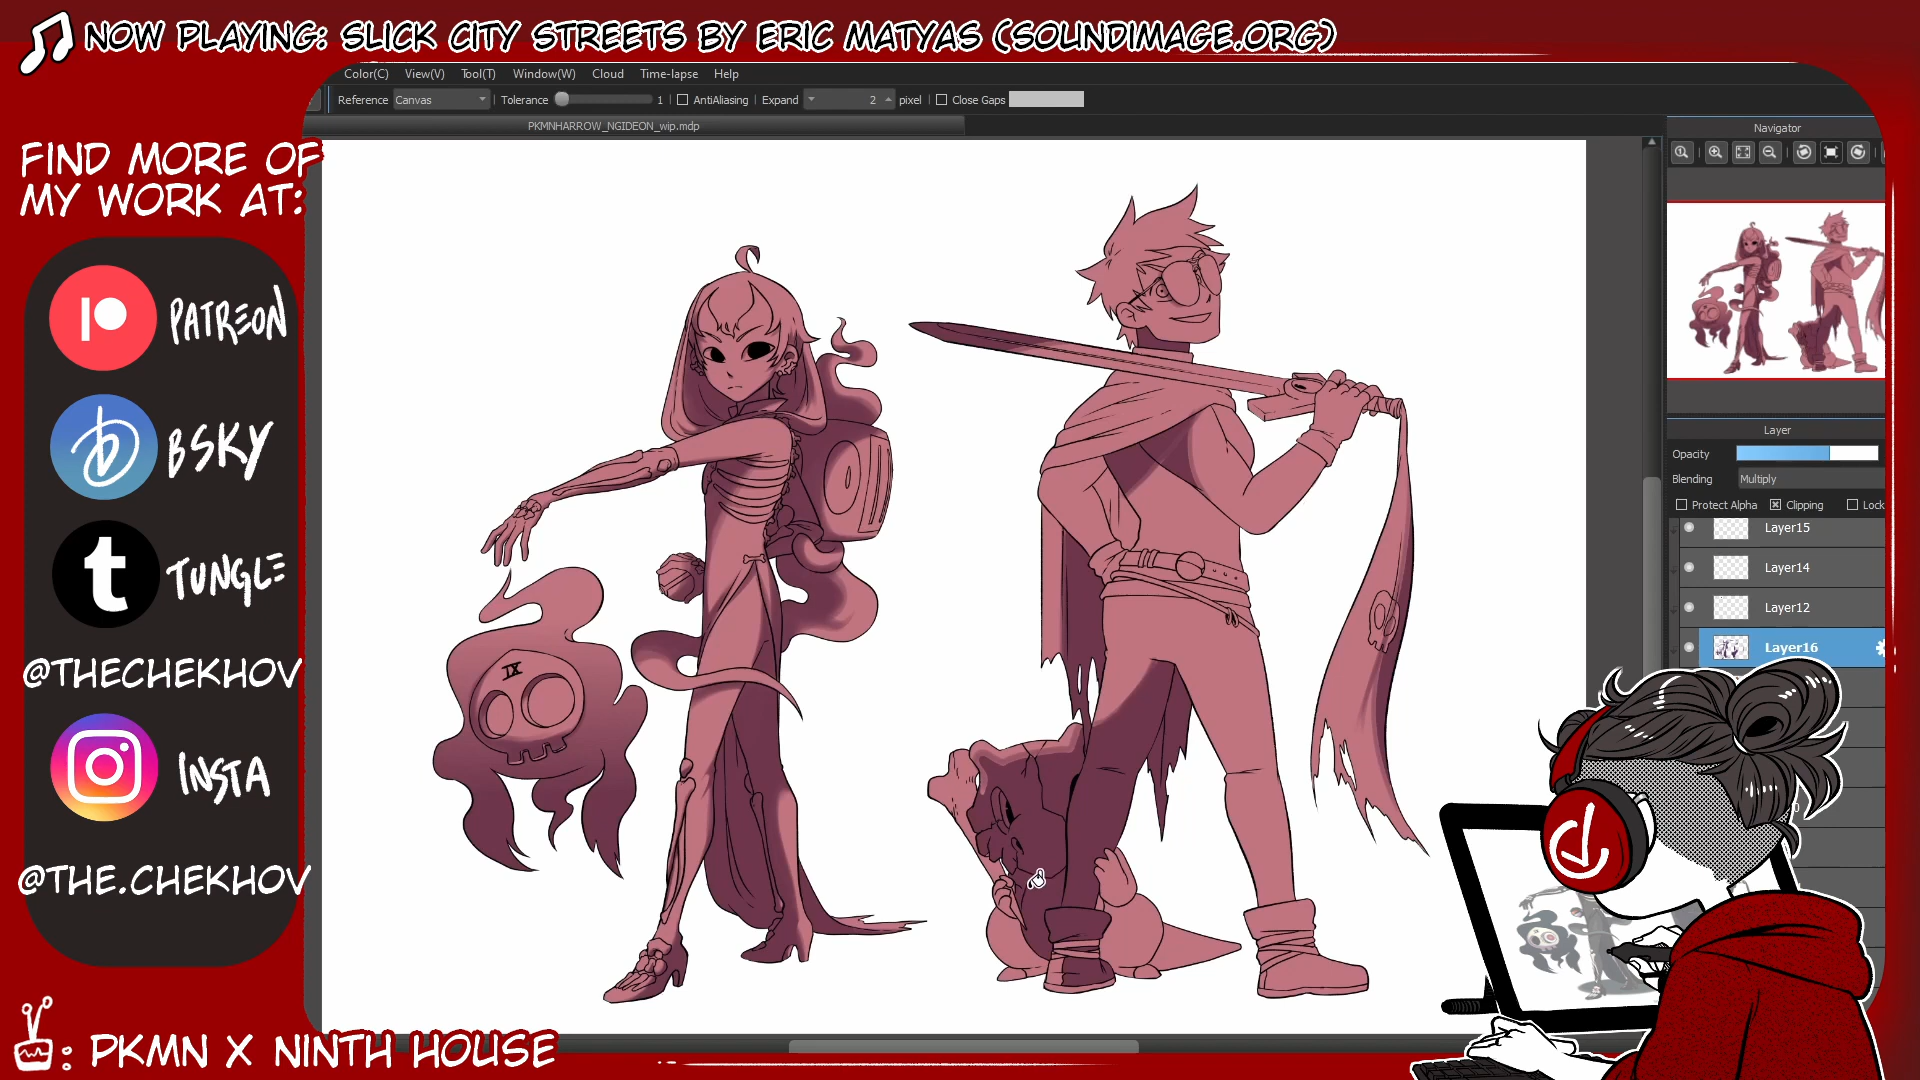 NOW PLAYING: SLICK CITY STREETS BY ERIC MATYAS (SOUNDIMAGE.ORG)
Color(C) View(V) Tool(T) Window(W) Cloud Time-lapse Help
Reference Canvas Tolerance 1 AntiAliasing Expand 2 pixel Close Gaps
PKMNHARROW_NGIDEON_wip.mdp
FIND MORE OF
MY WORK AT:
PATREON
BSKY
t TUNGLE
@THECHEKHOV
INSTA
@THE.CHEKHOV
PKMN X NINTH HOUSE
IX
Navigator
Layer
Opacity
Blending Multiply
Protect Alpha Clipping Lock
Layer15
Layer14
Layer12
Layer16